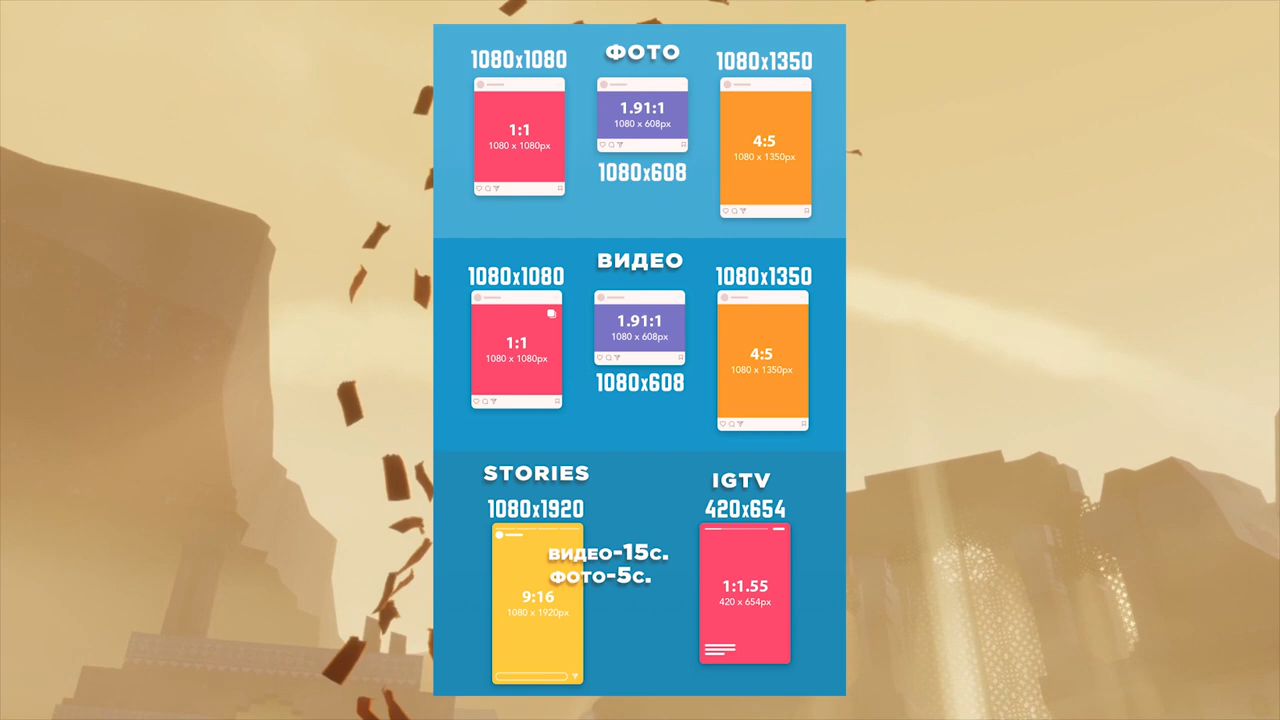 ФОТО
1080x1080
1:1
1080 x 1080px
1.91:1
1080 x 608px
1080x608
1080x1350
4:5
1080 x 1350px
ВИДЕО
1080x1080
1:1
1080 x 1080px
1.91:1
1080 x 608px
1080x608
1080x1350
4:5
1080 x 1350px
STORIES
1080x1920
ВИДЕО-15С.
ФОТО-5С.
9:16
1080 x 1920px
IGTV
420x654
1:1.55
420 x 654px